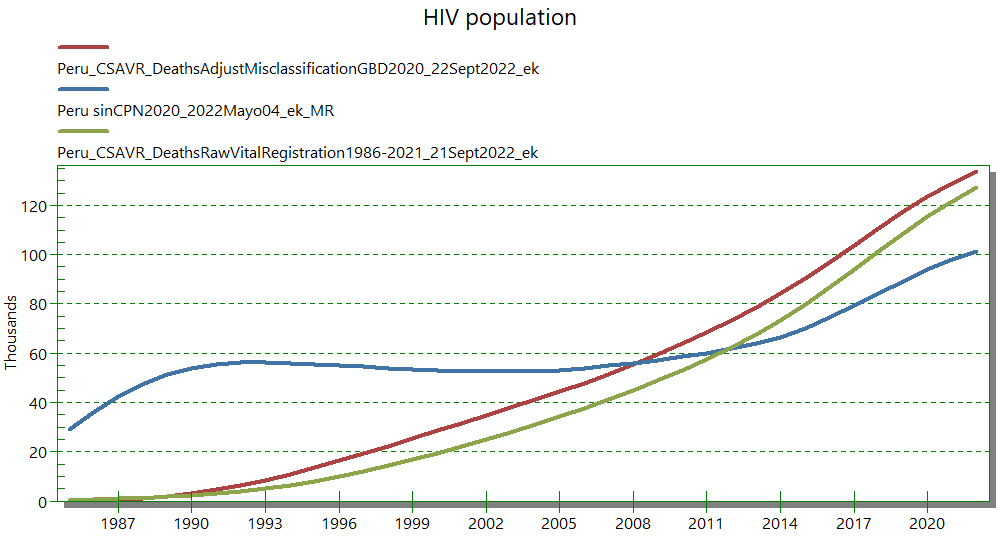 HIV population
Peru_CSAVR_DeathsAdjustMisclassificationGBD2020_22Sept2022_ek
Peru sinCPN2020_2022Mayo04_ek_MR
Peru_CSAVR_DeathsRawVitalRegistration1986-2021_21Sept2022_ek
Thousands
120
100
80
60
40
20
0
1987 1990 1993 1996 1999 2002 2005 2008 2011 2014 2017 2020